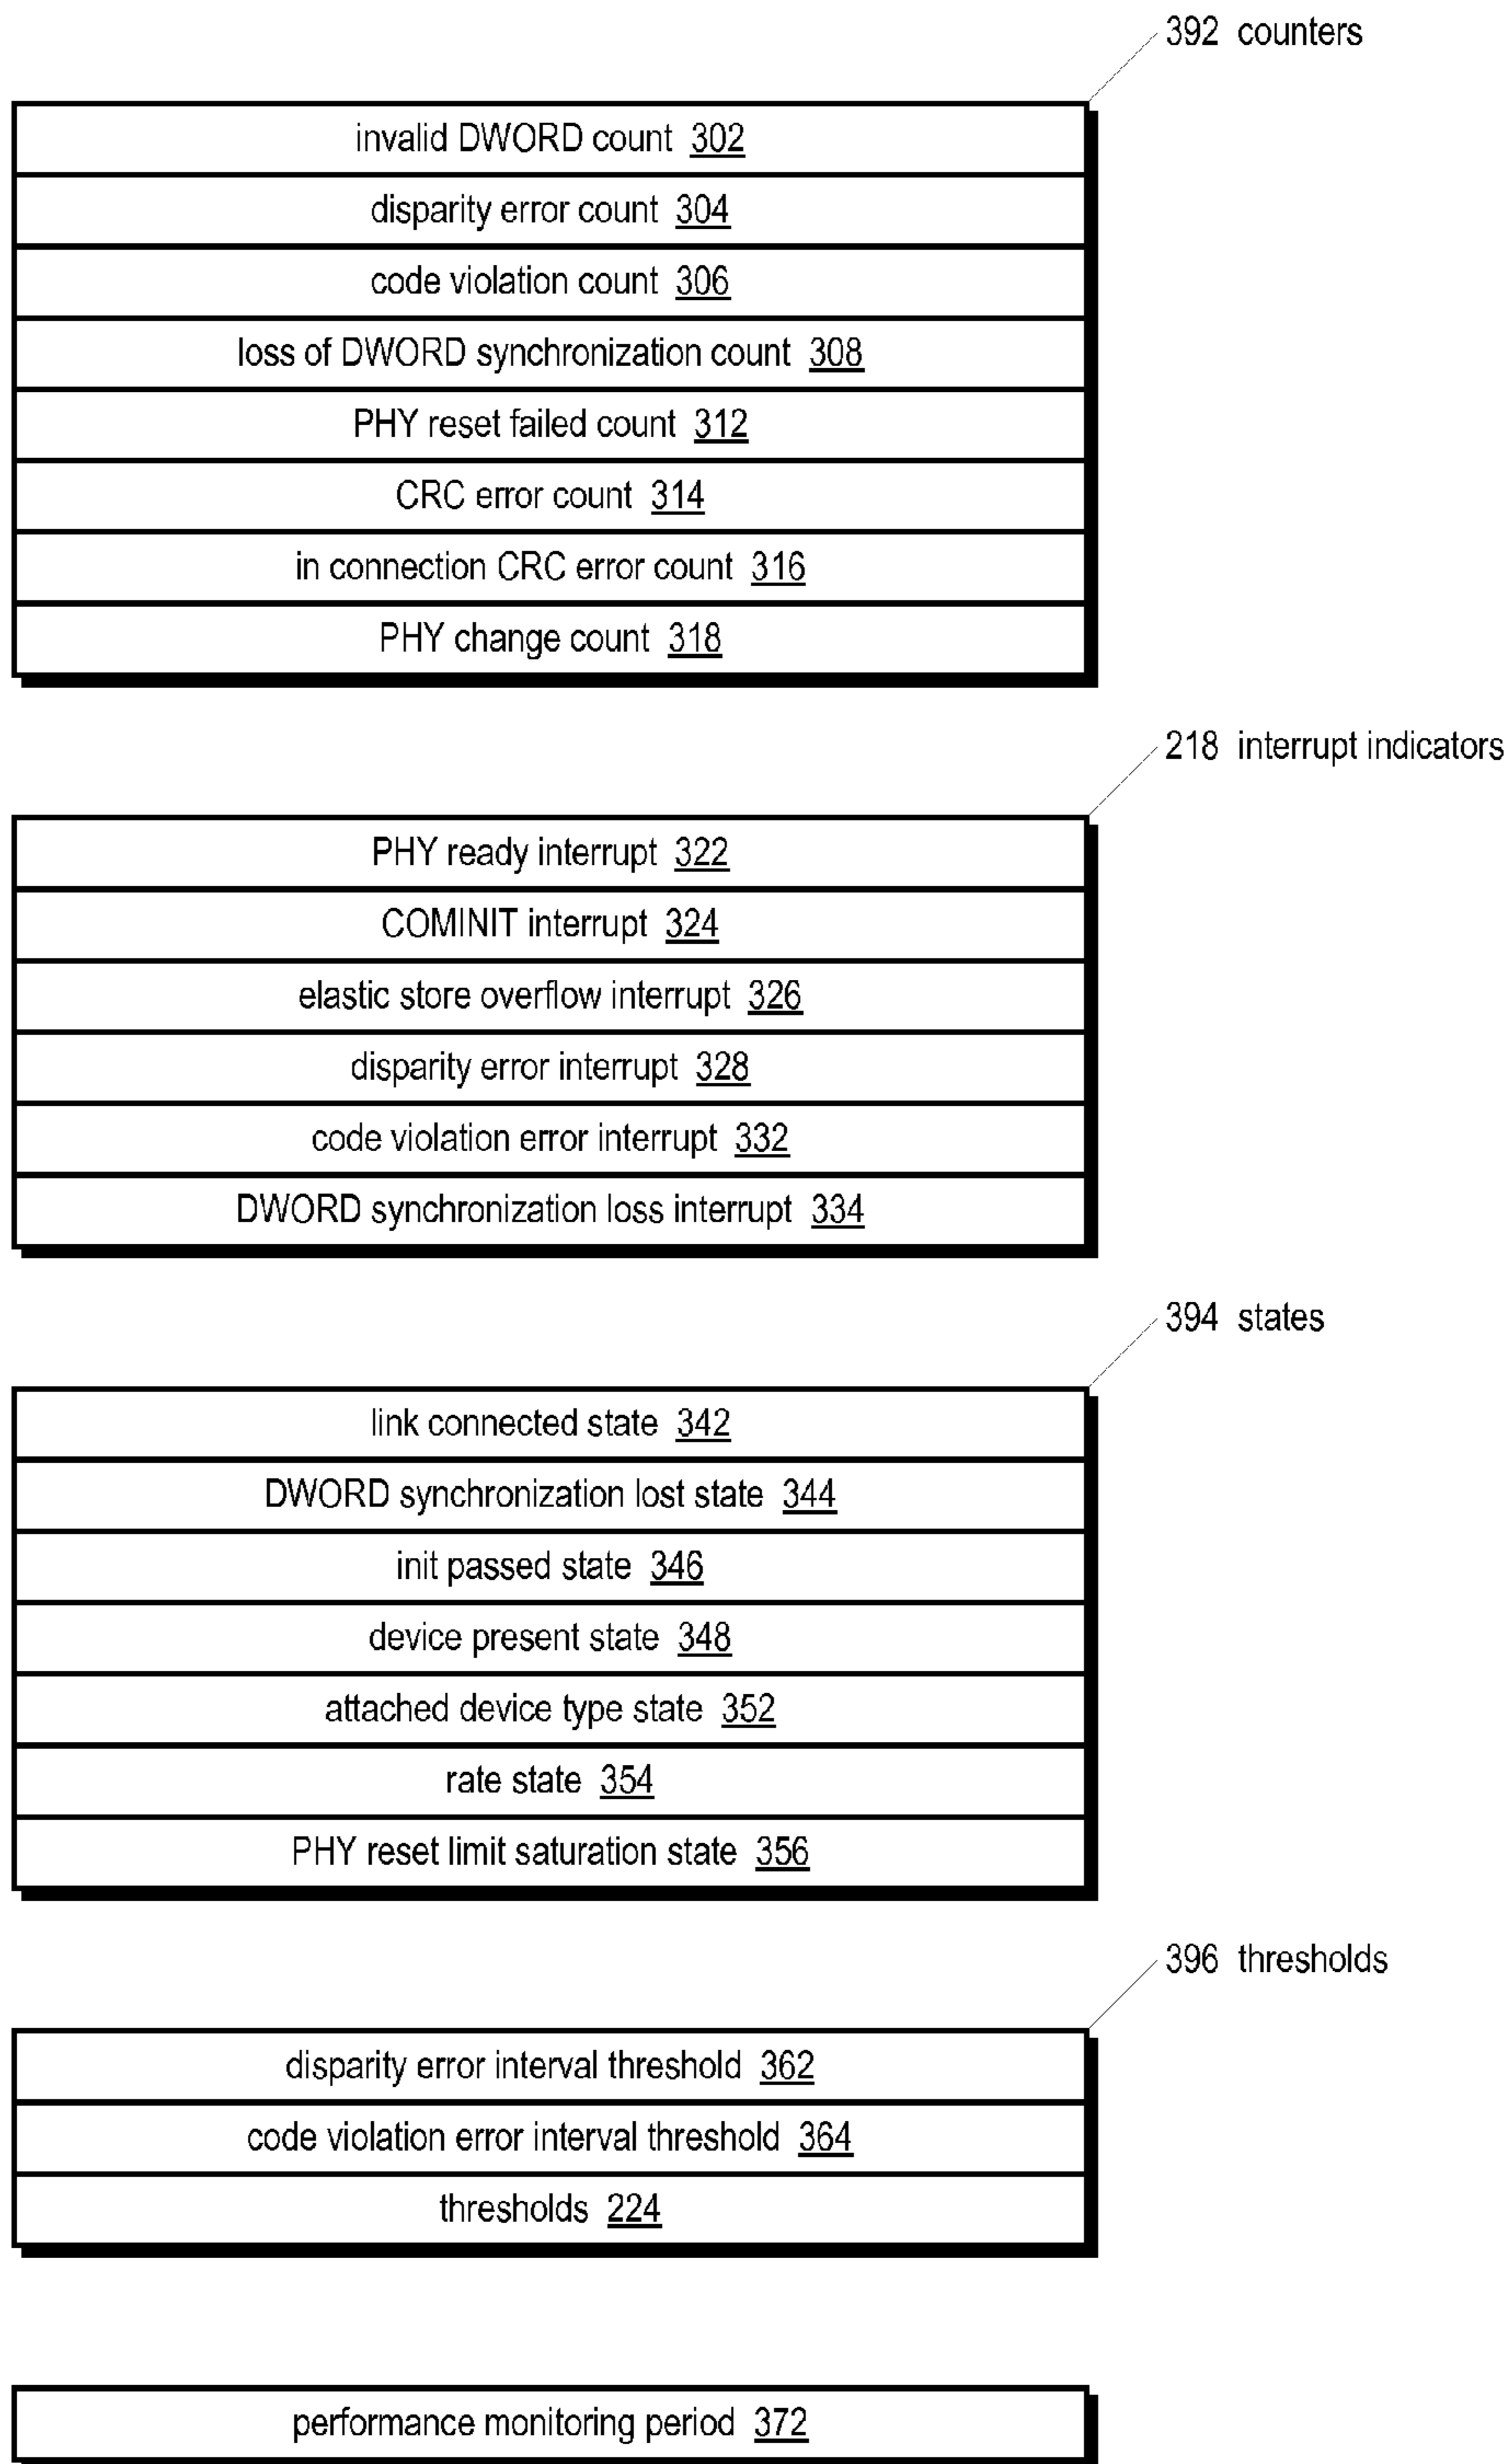 392 counters
invalid DWORD count 302
disparity error count 304
code violation count 306
loss of DWORD synchronization count 308
PHY reset failed count 312
CRC error count 314
in connection CRC error count 316
PHY change count 318
218 interrupt indicators
PHY ready interrupt 322
COMINIT interrupt 324
elastic store overflow interrupt 326
disparity error interrupt 328
code violation error interrupt 332
DWORD synchronization loss interrupt 334
394 states
link connected state 342
DWORD synchronization lost state 344
init passed state 346
device present state 348
attached device type state 352
rate state 354
PHY reset limit saturation state 356
396 thresholds
disparity error interval threshold 362
code violation error interval threshold 364
thresholds 224
performance monitoring period 372